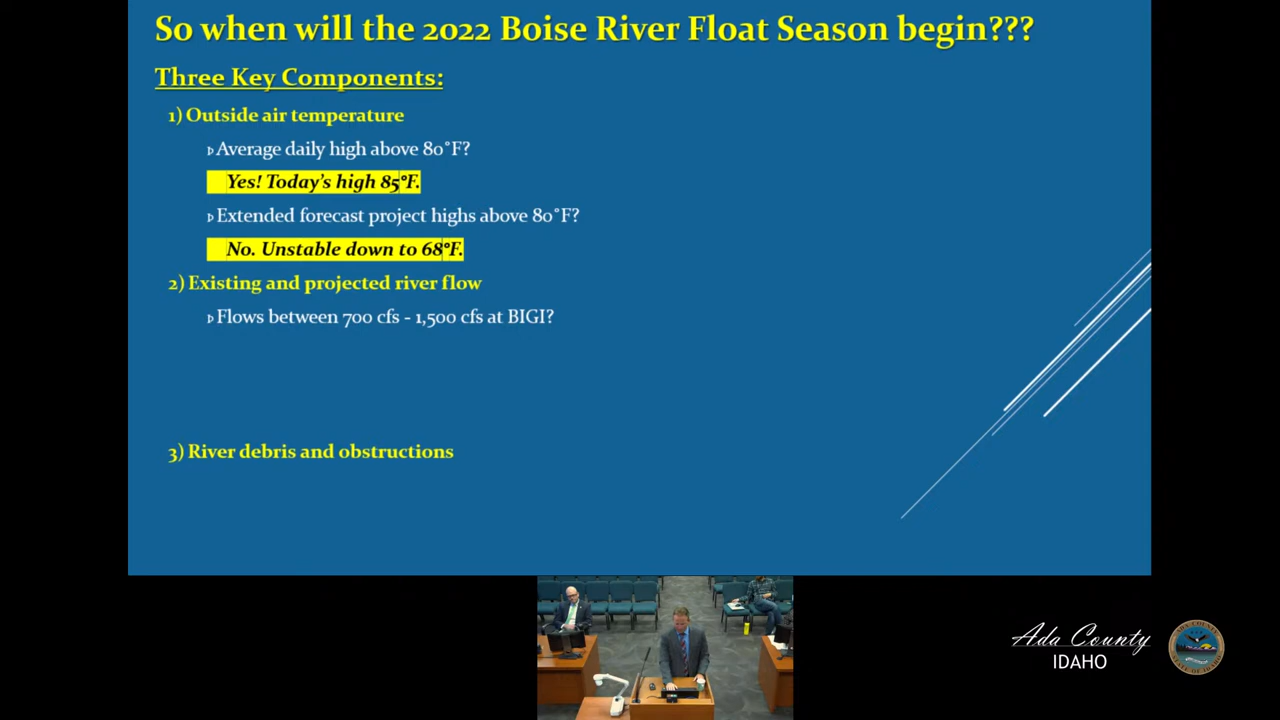 So when will the 2022 Boise River Float Season begin???
Three Key Components:
1) Outside air temperature
Average daily high above 80°F?
Yes! Today's high 85°F.
Extended forecast project highs above 80°F?
No. Unstable down to 68°F.
2) Existing and projected river flow
Flows between 700 cfs - 1,500 cfs at BIGI?
3) River debris and obstructions
Ada County
IDAHO